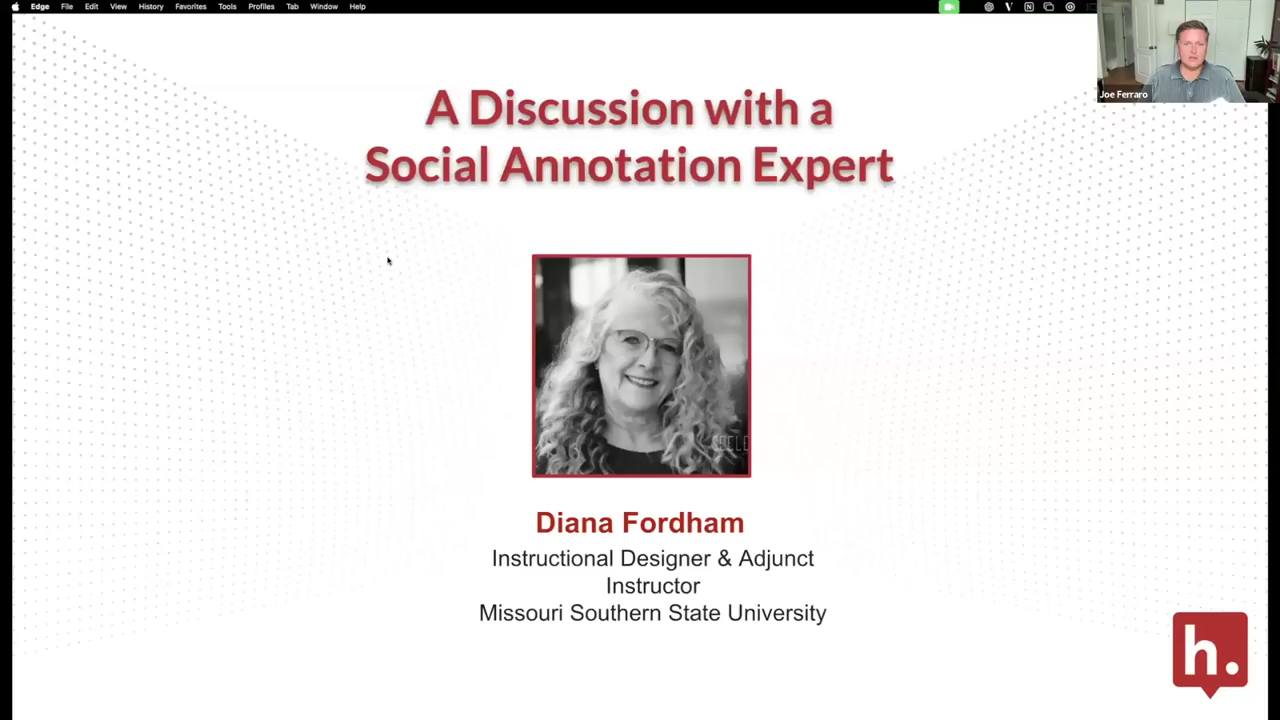 Edge File Edit View History Favorites Tools Profiles Tab Window Help
Joe Ferraro
A Discussion with a
Social Annotation Expert
Diana Fordham
Instructional Designer & Adjunct
Instructor
Missouri Southern State University
h.